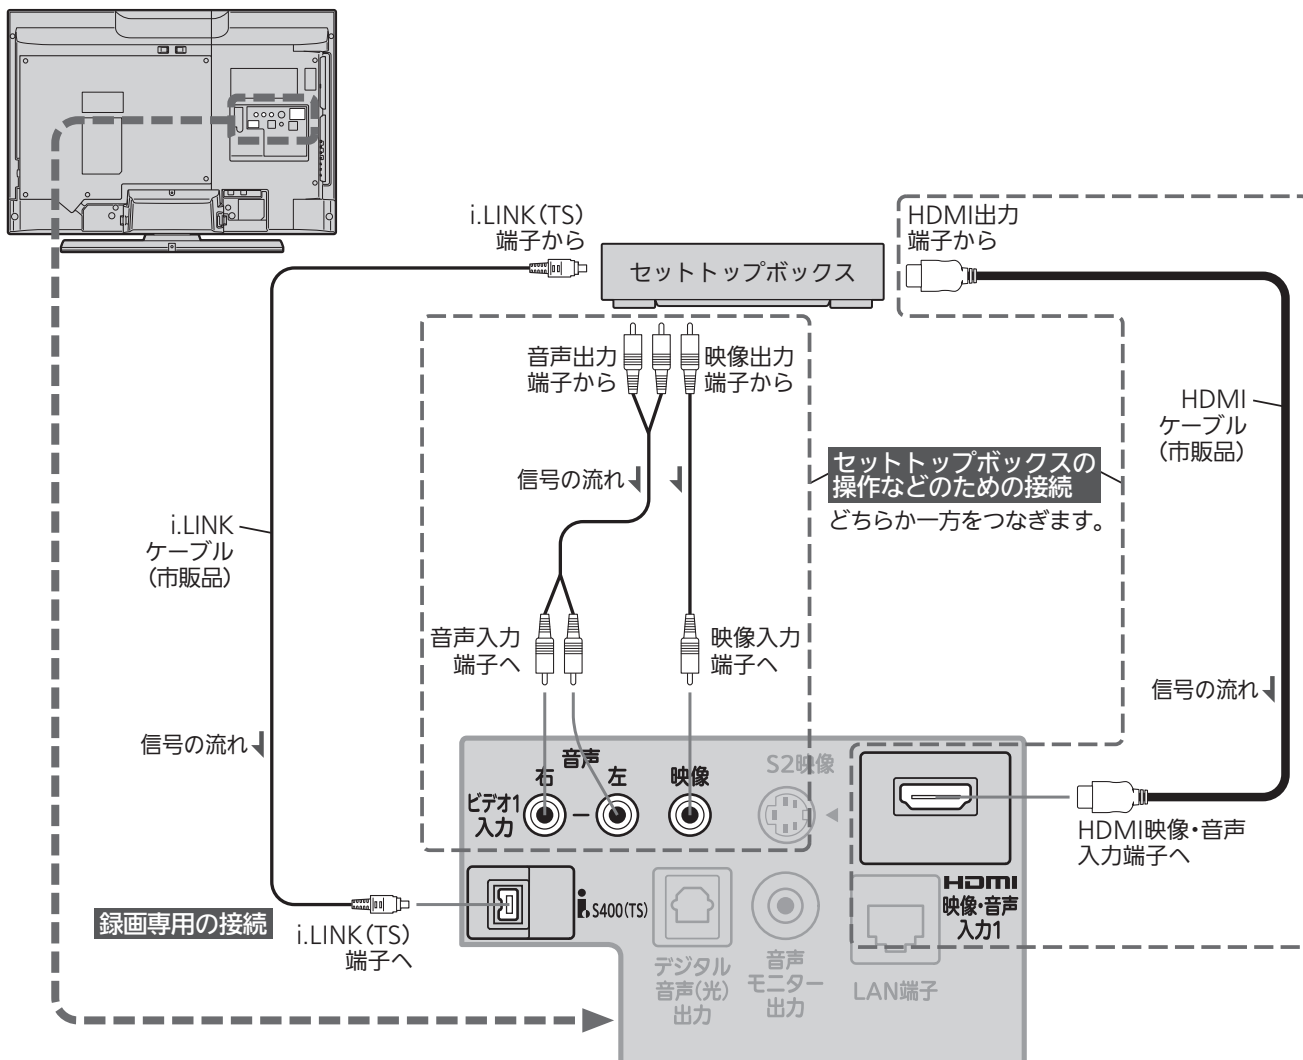 i.LINK(TS)
端子から
HDMI出力
端子から
セットトップボックス
音声出力
端子から
映像出力
端子から
HDMI
ケーブル
(市販品)
セットトップボックスの
操作などのための接続
どちらか一方をつなぎます。
信号の流れ
i.LINK
ケーブル
(市販品)
音声入力
端子へ
映像入力
端子へ
信号の流れ
信号の流れ
音声
右
左
映像
S2映像
ビデオ1
入力
HDMI映像・音声
入力端子へ
HDMI
映像・音声
入力1
i.S400(TS)
録画専用の接続
i.LINK(TS)
端子へ
デジタル
音声(光)
出力
音声
モニター
出力
LAN端子